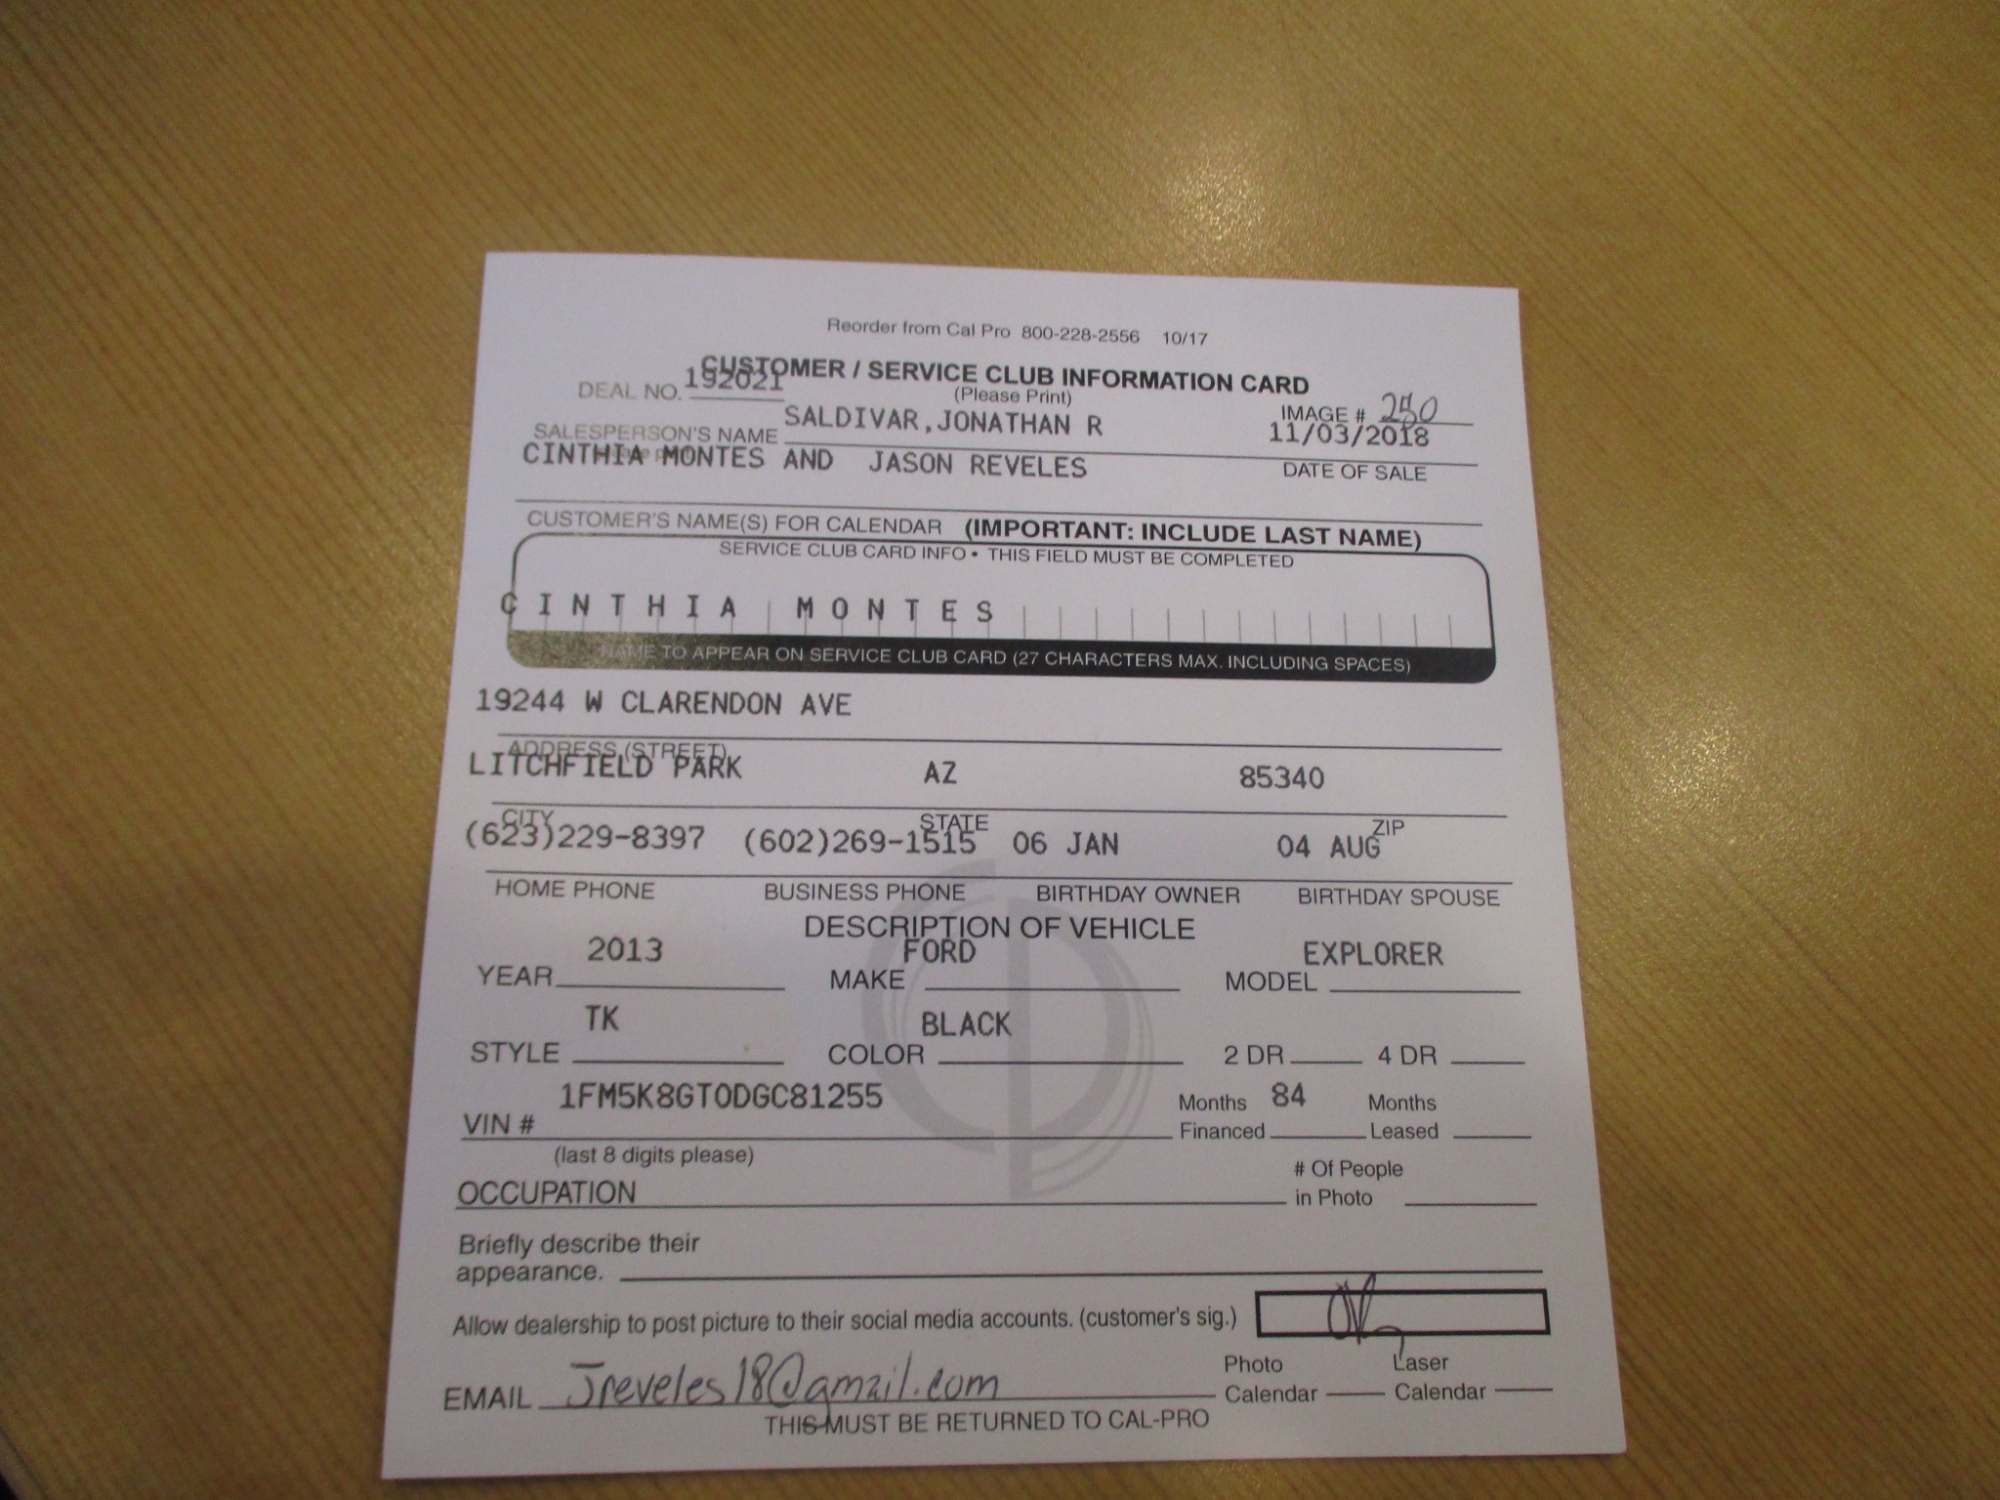 Reorder from Cal Pro 800-228-2556 10/17
CUSTOMER / SERVICE CLUB INFORMATION CARD
DEAL NO. 192021
(Please Print)
IMAGE # 250
SALESPERSON'S NAME SALDIVAR,JONATHAN R
11/03/2018
CINTHIA MONTES AND JASON REVELES
DATE OF SALE
CUSTOMER'S NAME(S) FOR CALENDAR (IMPORTANT: INCLUDE LAST NAME)
SERVICE CLUB CARD INFO • THIS FIELD MUST BE COMPLETED
CINTHIA MONTES
NAME TO APPEAR ON SERVICE CLUB CARD (27 CHARACTERS MAX. INCLUDING SPACES)
19244 W CLARENDON AVE
ADDRESS (STREET)
LITCHFIELD PARK AZ 85340
CITY STATE ZIP
(623)229-8397 (602)269-1515 06 JAN 04 AUG
HOME PHONE BUSINESS PHONE BIRTHDAY OWNER BIRTHDAY SPOUSE
DESCRIPTION OF VEHICLE
2013 FORD EXPLORER
YEAR MAKE MODEL
TK BLACK
STYLE COLOR 2 DR 4 DR
1FM5K8GT0DGC81255 Months 84 Months
VIN # Financed Leased
(last 8 digits please)
# Of People
OCCUPATION in Photo
Briefly describe their
appearance.
Allow dealership to post picture to their social media accounts. (customer's sig.)
Photo Laser
EMAIL Jreveles18@gmail.com Calendar Calendar
THIS MUST BE RETURNED TO CAL-PRO